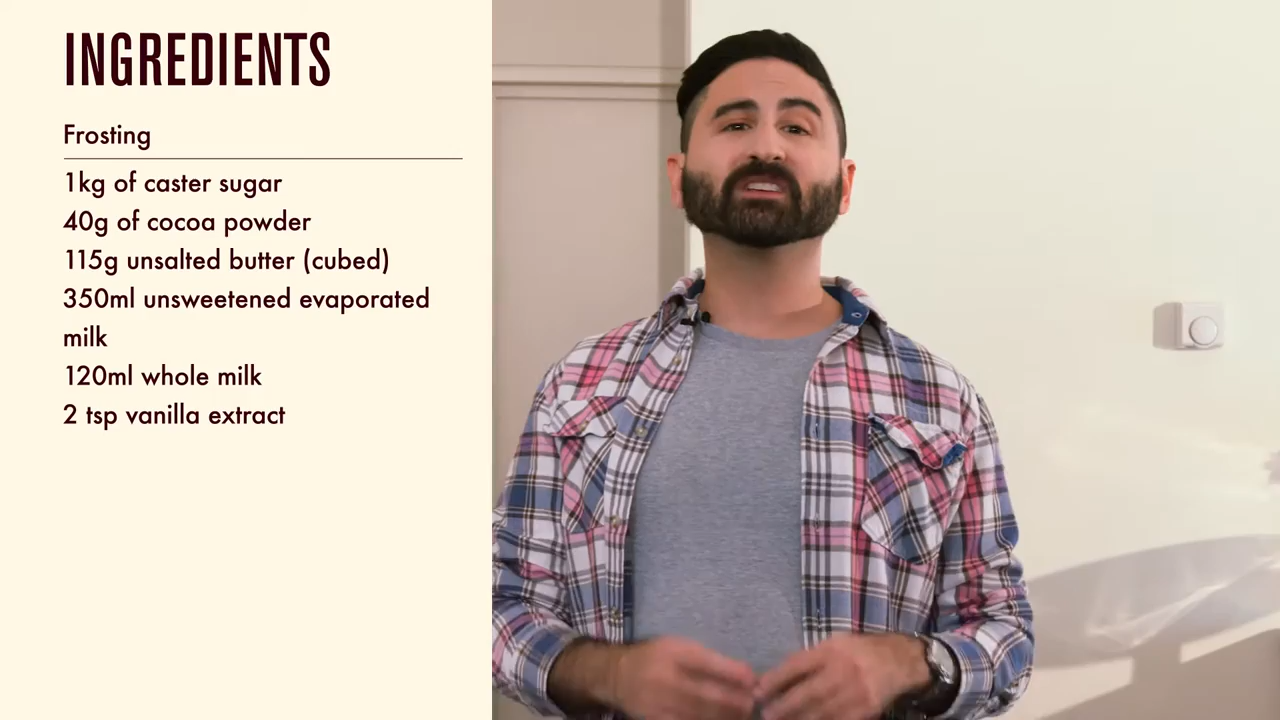 INGREDIENTS
Frosting
1kg of caster sugar
40g of cocoa powder
115g unsalted butter (cubed)
350ml unsweetened evaporated
milk
120ml whole milk
2 tsp vanilla extract